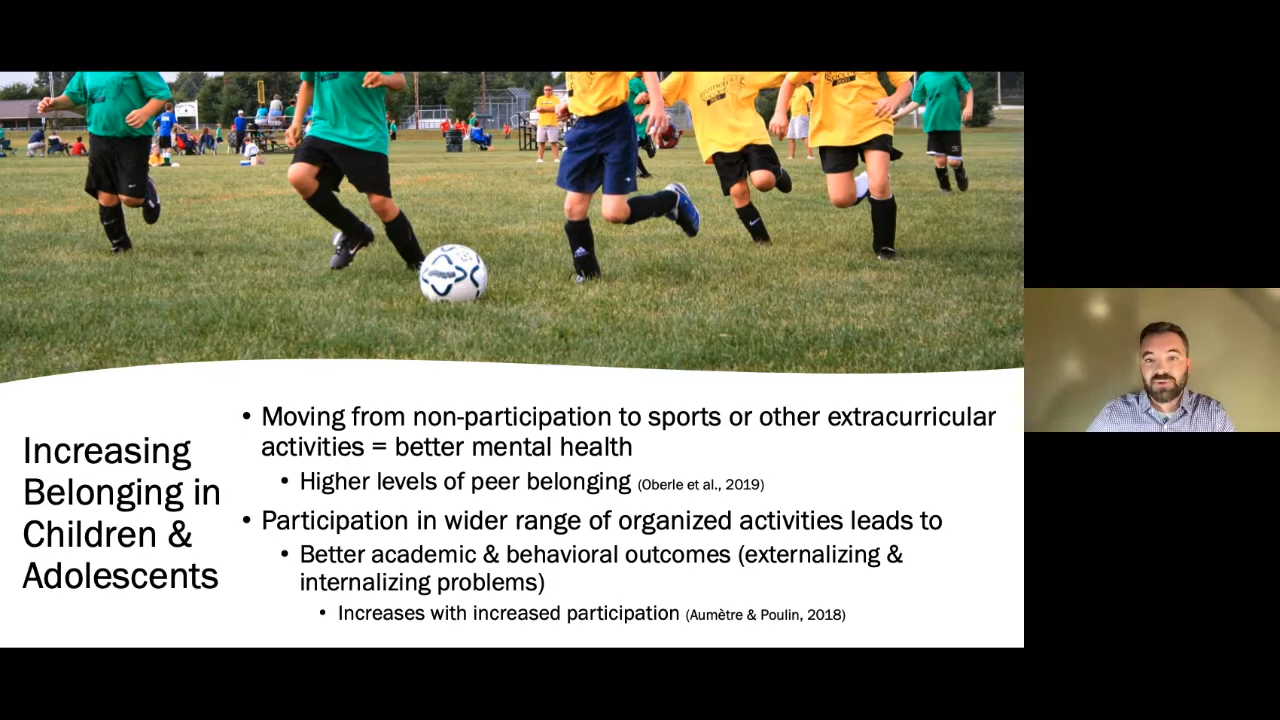 Increasing
Belonging in
Children &
Adolescents
• Moving from non-participation to sports or other extracurricular
activities = better mental health
• Higher levels of peer belonging (Oberle et al., 2019)
• Participation in wider range of organized activities leads to
• Better academic & behavioral outcomes (externalizing &
internalizing problems)
• Increases with increased participation (Aumètre & Poulin, 2018)